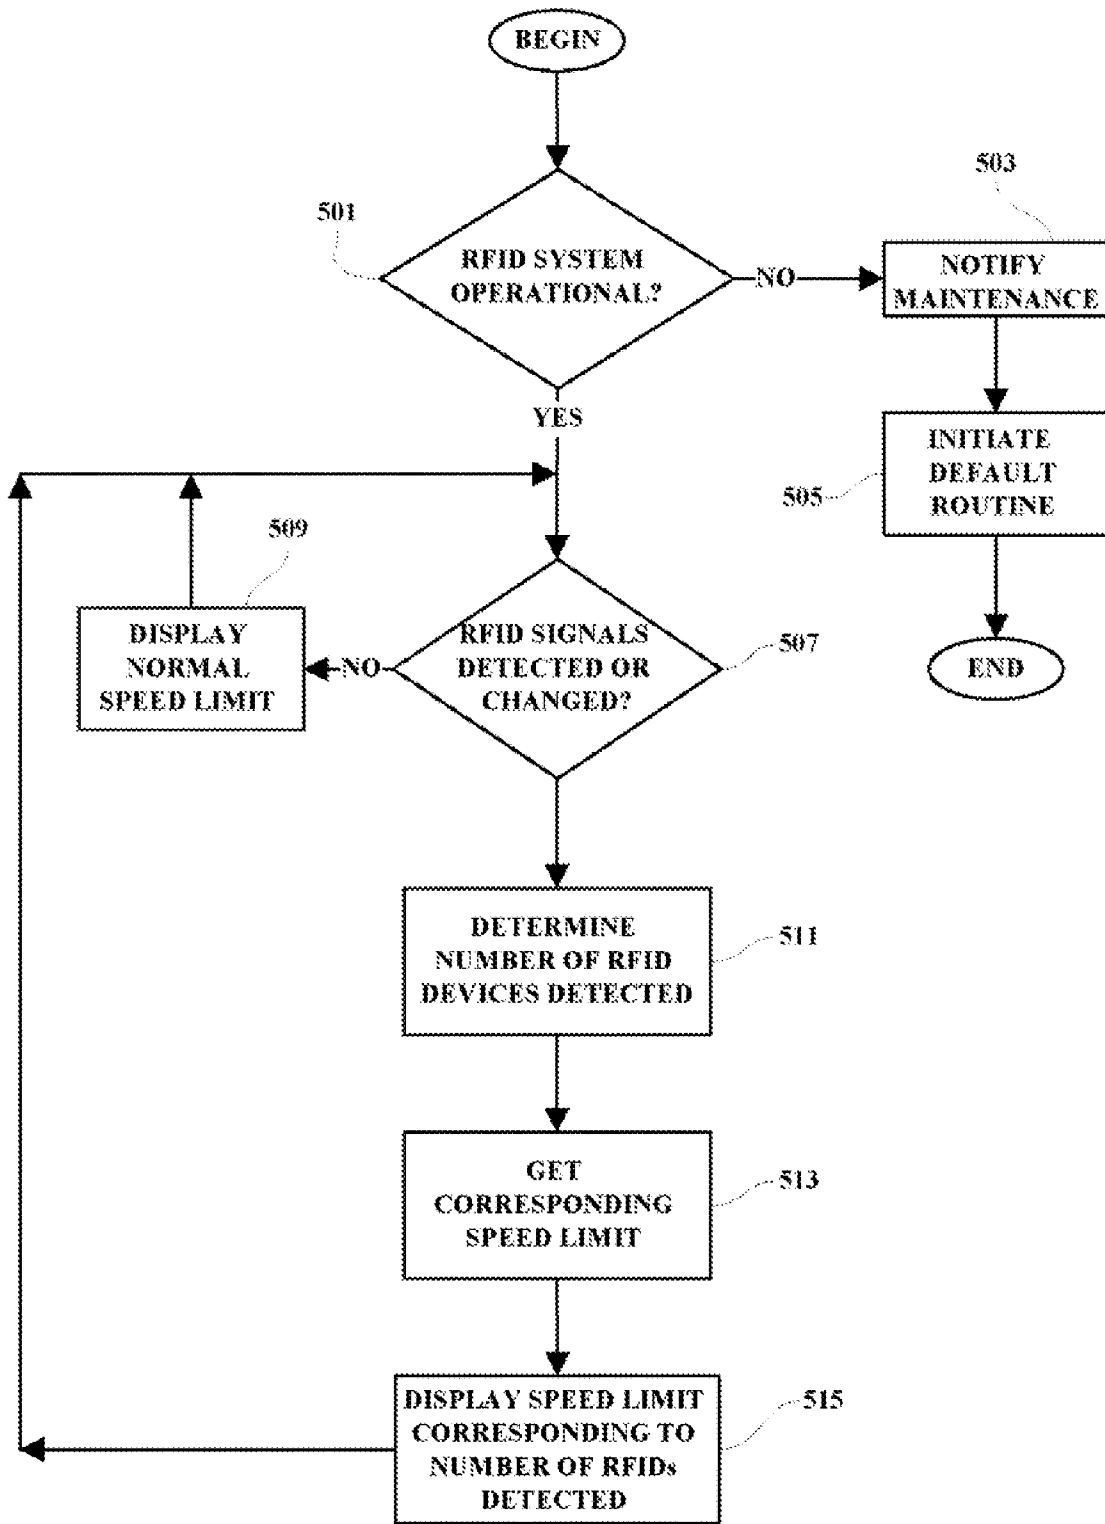 BEGIN
503
501
RFID SYSTEM
OPERATIONAL?
NO
NOTIFY
MAINTENANCE
YES
INITIATE
DEFAULT
ROUTINE
505
509
DISPLAY
NORMAL
SPEED LIMIT
NO
RFID SIGNALS
DETECTED OR
CHANGED?
507
END
DETERMINE
NUMBER OF RFID
DEVICES DETECTED
511
GET
CORRESPONDING
SPEED LIMIT
513
DISPLAY SPEED LIMIT
CORRESPONDING TO
NUMBER OF RFIDs
DETECTED
515